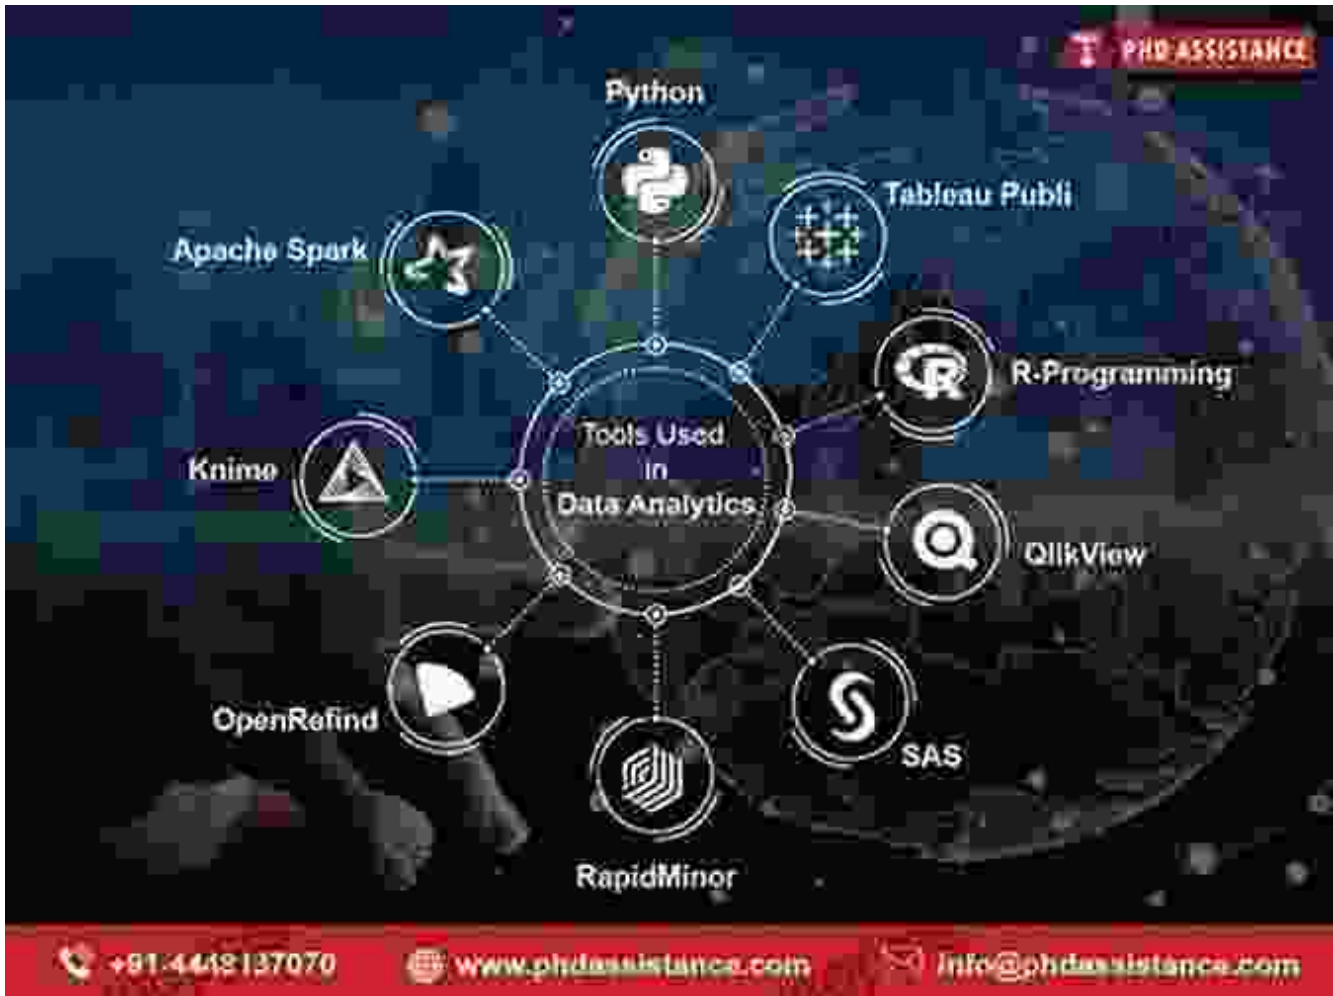 PHD ASSISTANCE
Python
Tableau Publi
Apache Spark
R-Programming
Tools Used
in
Data Analytics
Knime
QlikView
OpenRefind
SAS
RapidMinor
+91-4448137070
www.phdassistance.com
info@phdassistance.com